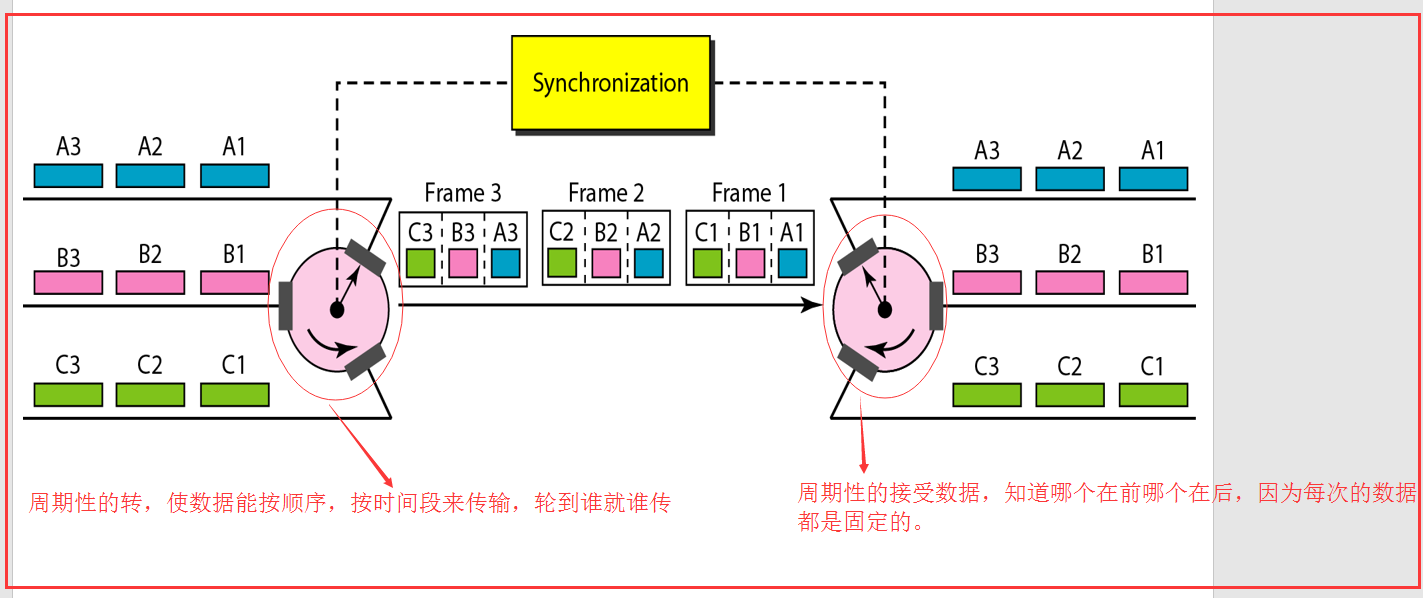 Synchronization
A3 A2 A1
A3 A2 A1
Frame 3 Frame 2 Frame 1
C3 B3 A3 C2 B2 A2 C1 B1 A1
B3 B2 B1
B3 B2 B1
C3 C2 C1
C3 C2 C1
周期性的转，使数据能按顺序，按时间段来传输，轮到谁就谁传
周期性的接受数据，知道哪个在前哪个在后，因为每次的数据
都是固定的。